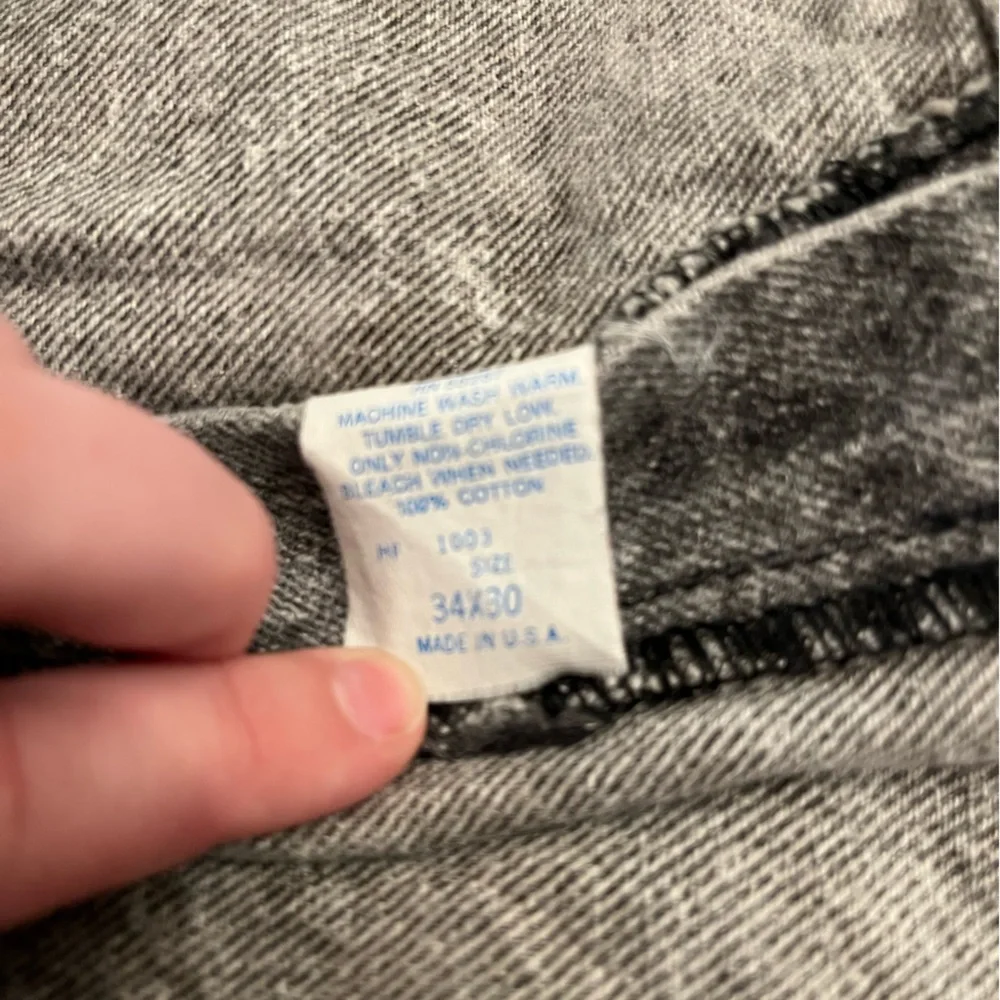 MACHINE WASH WARM.
TUMBLE DRY LOW.
ONLY NON-CHLORINE
BLEACH WHEN NEEDED.
100% COTTON
1003
SIZE
34X30
MADE IN U.S.A.